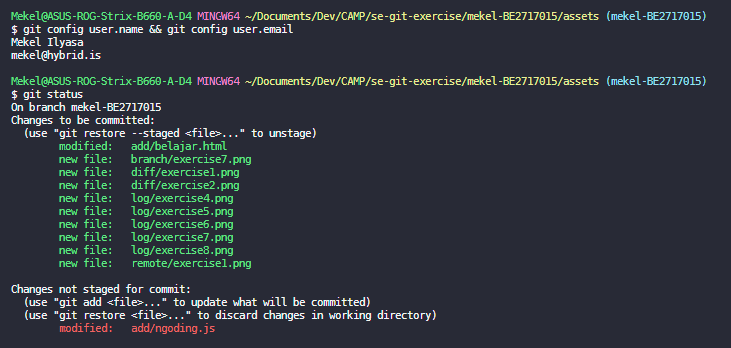 Mekel@ASUS-ROG-Strix-B660-A-D4 MINGW64 ~/Documents/Dev/CAMP/se-git-exercise/mekel-BE2717015/assets (mekel-BE2717015)
$ git config user.name && git config user.email
Mekel Ilyasa
mekel@hybrid.is
Mekel@ASUS-ROG-Strix-B660-A-D4 MINGW64 ~/Documents/Dev/CAMP/se-git-exercise/mekel-BE2717015/assets (mekel-BE2717015)
$ git status
On branch mekel-BE2717015
Changes to be committed:
  (use "git restore --staged <file>..." to unstage)
        modified:   add/belajar.html
        new file:   branch/exercise7.png
        new file:   diff/exercise1.png
        new file:   diff/exercise2.png
        new file:   log/exercise4.png
        new file:   log/exercise5.png
        new file:   log/exercise6.png
        new file:   log/exercise7.png
        new file:   log/exercise8.png
        new file:   remote/exercise1.png
Changes not staged for commit:
  (use "git add <file>..." to update what will be committed)
  (use "git restore <file>..." to discard changes in working directory)
        modified:   add/ngoding.js